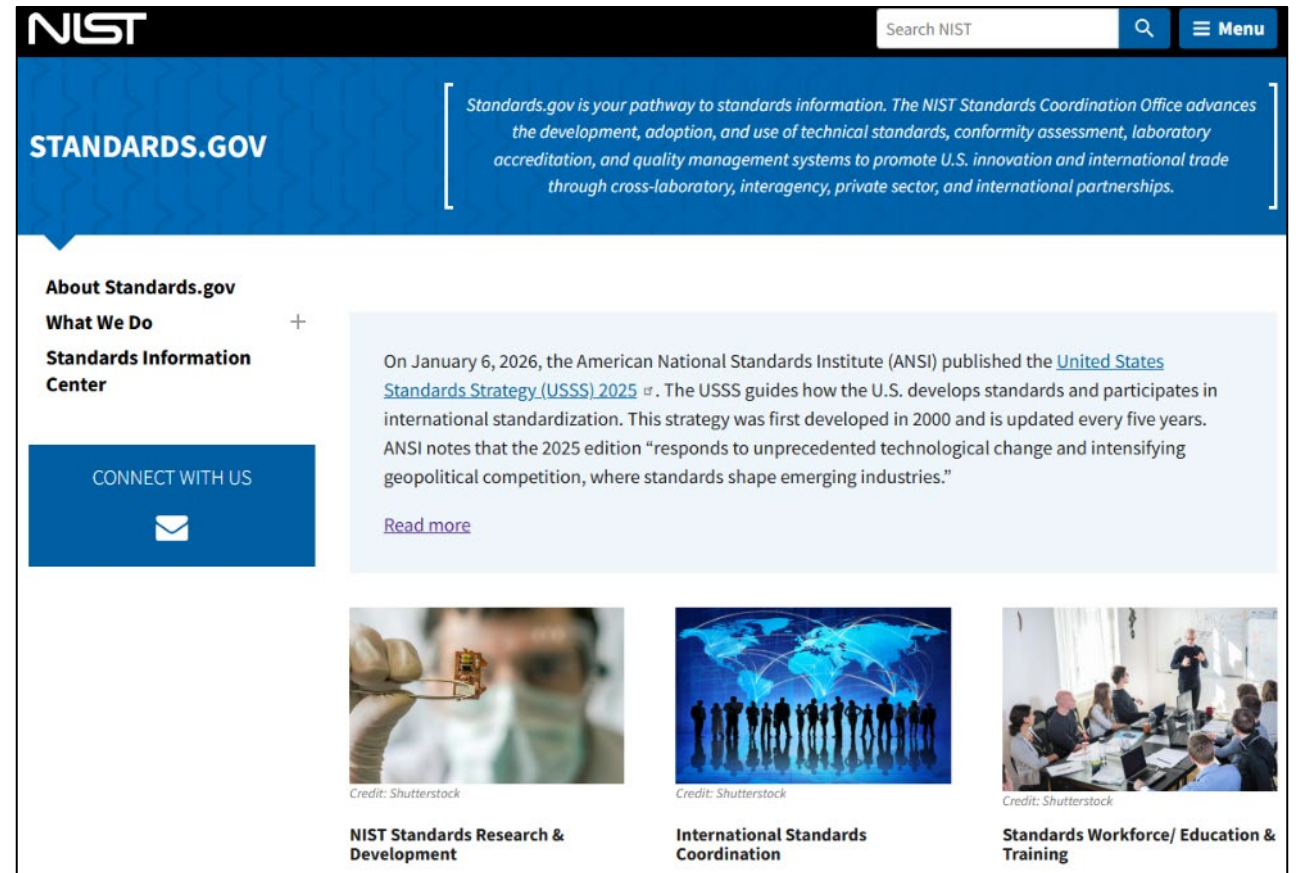 NIST
Search NIST
Menu
STANDARDS.GOV
Standards.gov is your pathway to standards information. The NIST Standards Coordination Office advances
the development, adoption, and use of technical standards, conformity assessment, laboratory
accreditation, and quality management systems to promote U.S. innovation and international trade
through cross-laboratory, interagency, private sector, and international partnerships.
About Standards.gov
What We Do +
Standards Information
Center
CONNECT WITH US
On January 6, 2026, the American National Standards Institute (ANSI) published the United States
Standards Strategy (USSS) 2025 . The USSS guides how the U.S. develops standards and participates in
international standardization. This strategy was first developed in 2000 and is updated every five years.
ANSI notes that the 2025 edition “responds to unprecedented technological change and intensifying
geopolitical competition, where standards shape emerging industries.”
Read more
Credit: Shutterstock
NIST Standards Research &
Development
Credit: Shutterstock
International Standards
Coordination
Credit: Shutterstock
Standards Workforce/ Education &
Training